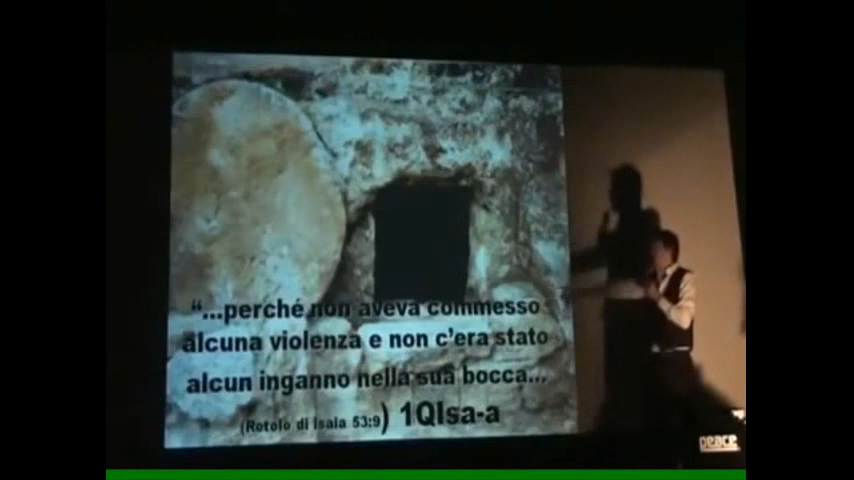 “...perché non aveva commesso
alcuna violenza e non c’era stato
alcun inganno nella sua bocca...
(Rotolo di Isaia 53:9) 1QIsa-a
peace